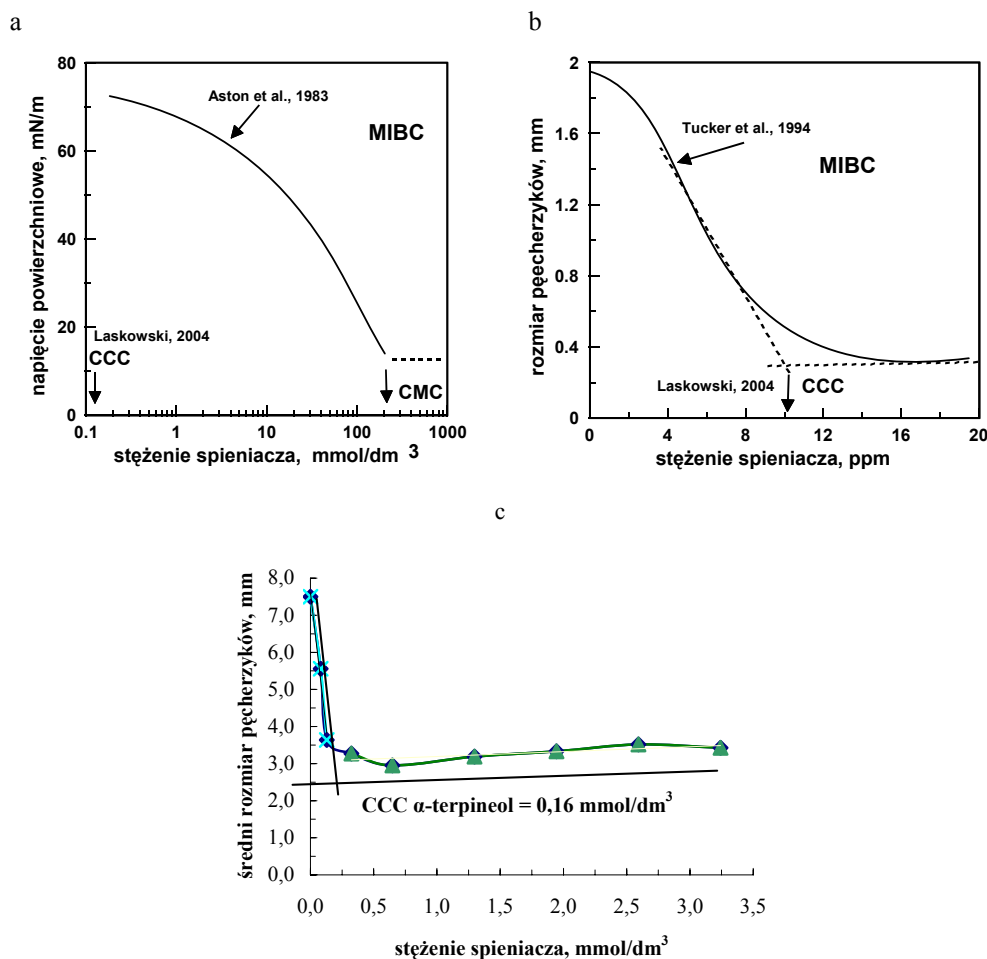 a
b
80
60
40
20
0
napięcie powierzchniowe, mN/m
Aston et al., 1983
MIBC
Laskowski, 2004
CCC
CMC
0.1
1
10
100
1000
stężenie spieniacza, mmol/dm 3
2
1.6
1.2
0.8
0.4
0
rozmiar pęecherzyków, mm
Tucker et al., 1994
MIBC
Laskowski, 2004
CCC
0
4
8
12
16
20
stężenie spieniacza, ppm
c
8,0
7,0
6,0
5,0
4,0
3,0
2,0
1,0
0,0
średni rozmiar pęcherzyków, mm
CCC α-terpineol = 0,16 mmol/dm³
0,0
0,5
1,0
1,5
2,0
2,5
3,0
3,5
stężenie spieniacza, mmol/dm³